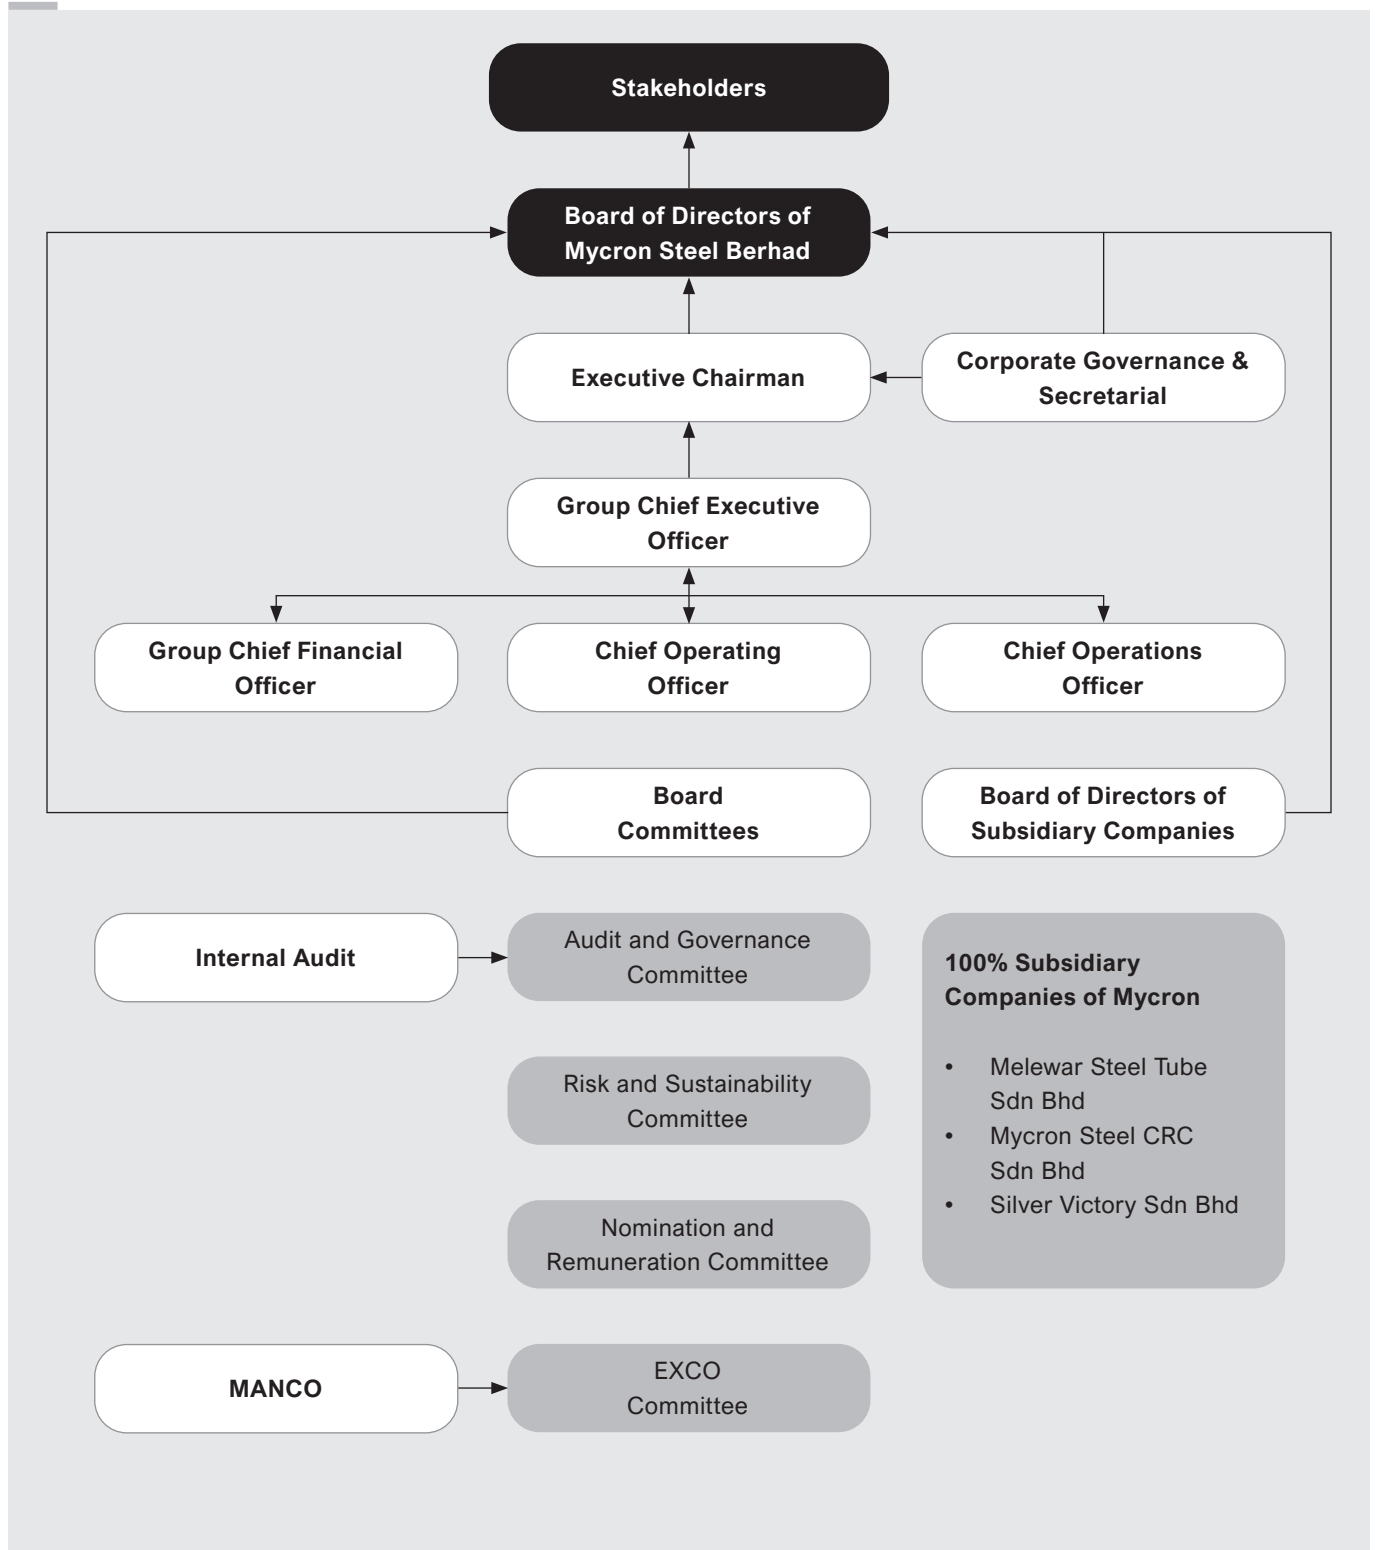 Stakeholders
Board of Directors of
Mycron Steel Berhad
Executive Chairman
Corporate Governance &
Secretarial
Group Chief Executive
Officer
Group Chief Financial
Officer
Chief Operating
Officer
Chief Operations
Officer
Board
Committees
Board of Directors of
Subsidiary Companies
Internal Audit
Audit and Governance
Committee
Risk and Sustainability
Committee
Nomination and
Remuneration Committee
MANCO
EXCO
Committee
100% Subsidiary
Companies of Mycron
• Melewar Steel Tube
Sdn Bhd
• Mycron Steel CRC
Sdn Bhd
• Silver Victory Sdn Bhd